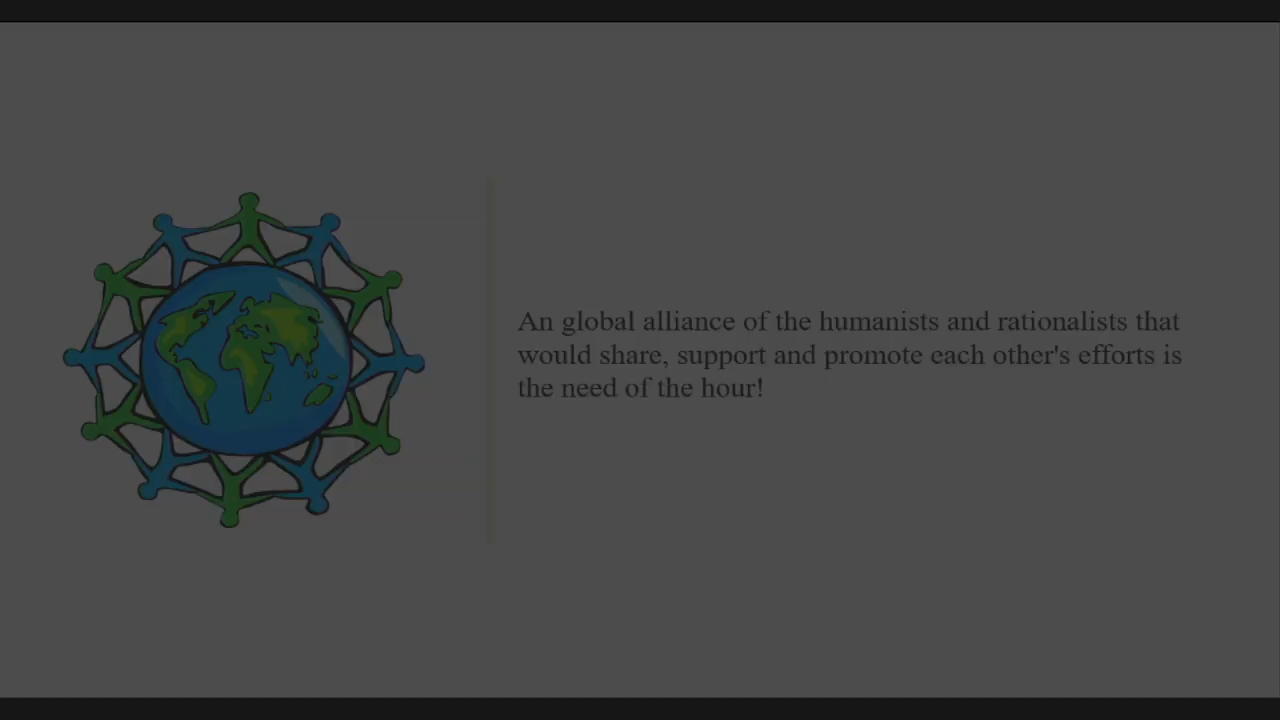 An global alliance of the humanists and rationalists that
would share, support and promote each other's efforts is
the need of the hour!